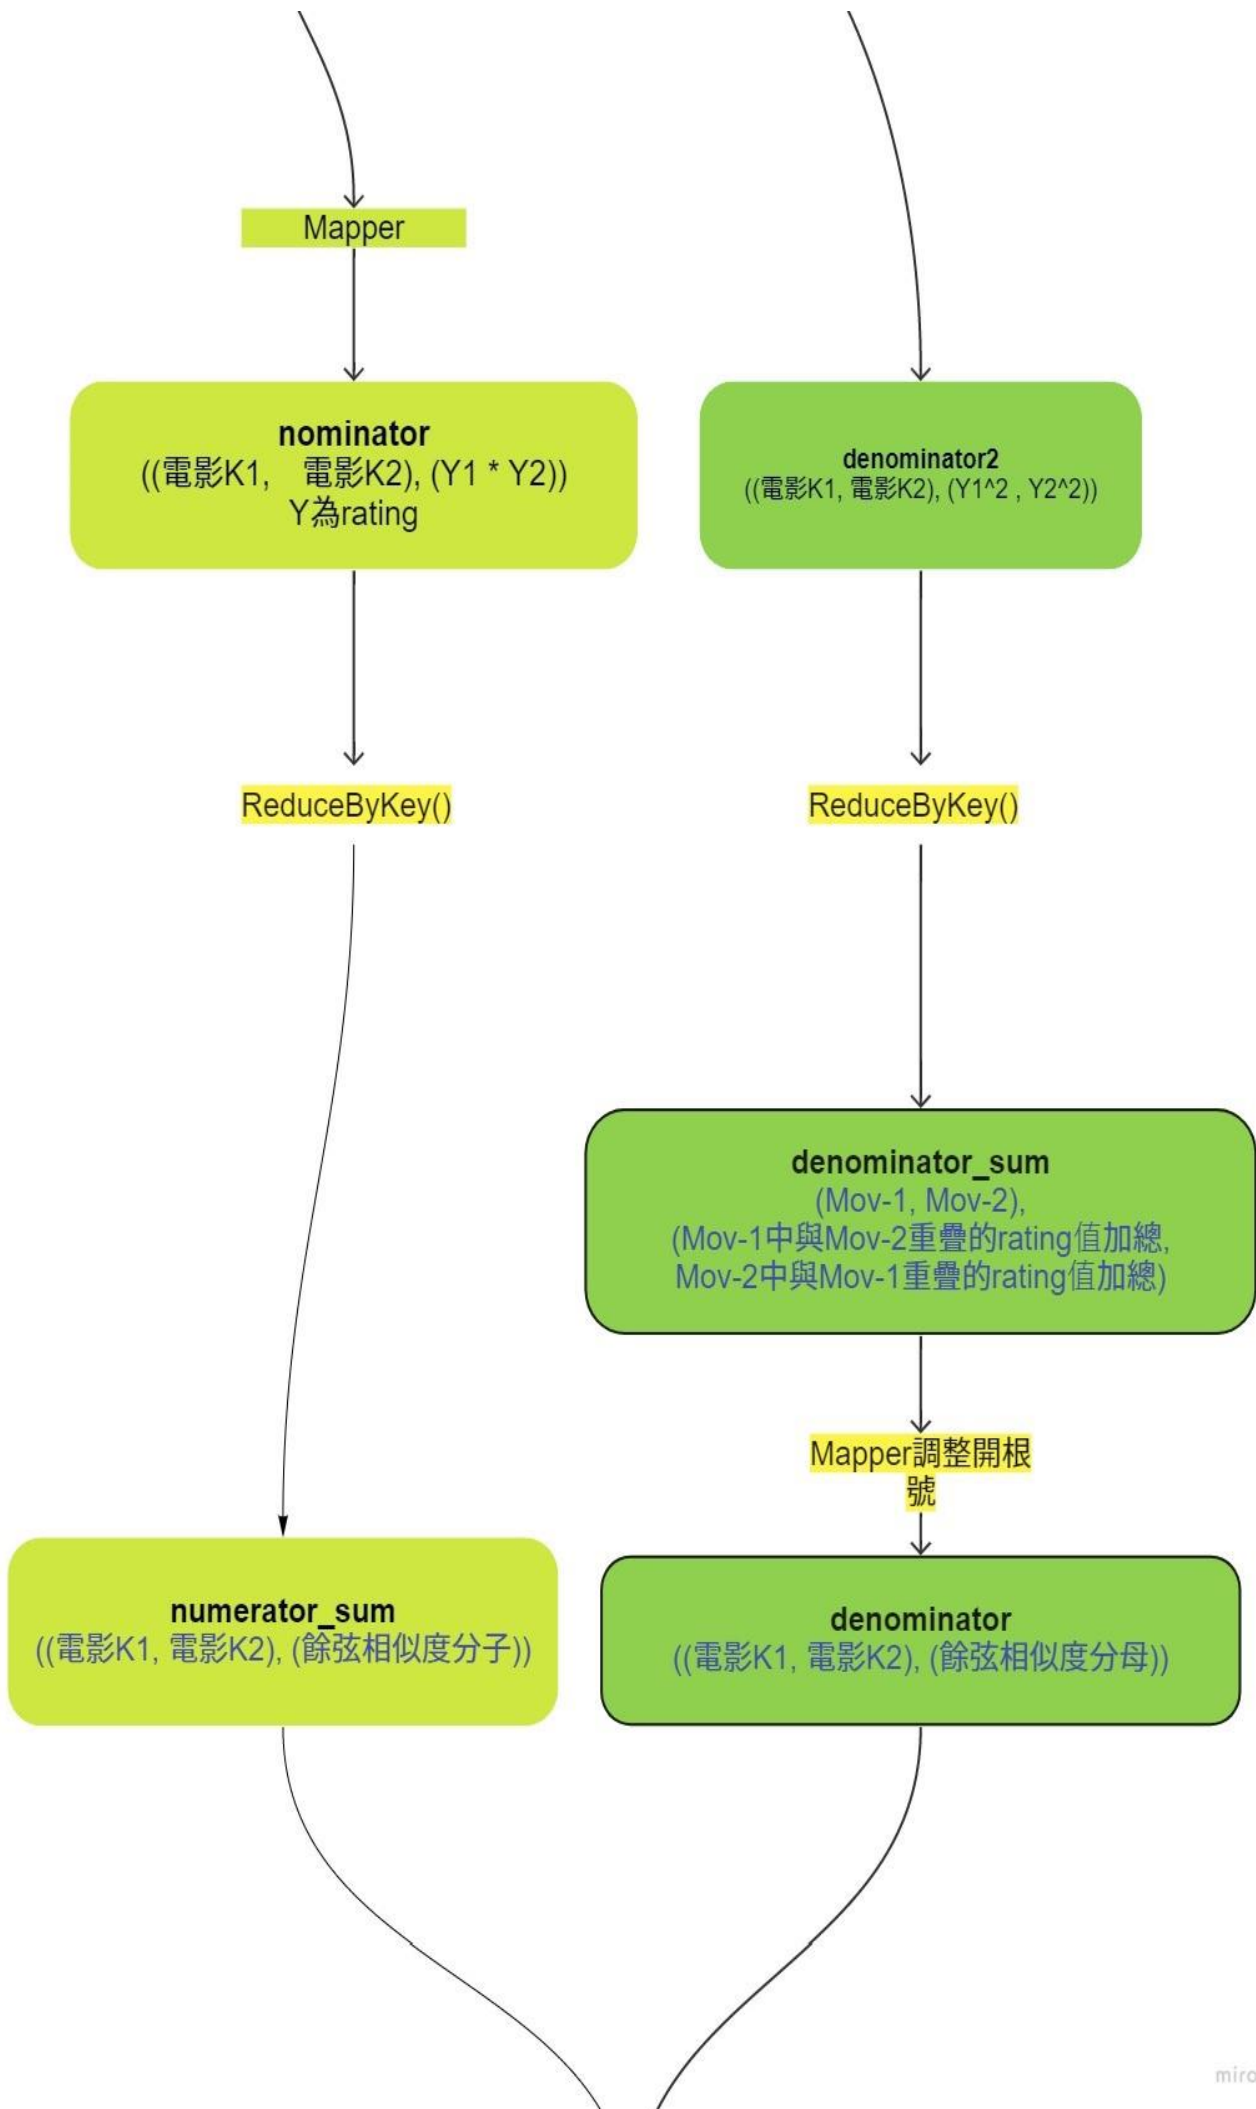 Mapper
nominator
((電影K1, 電影K2), (Y1 * Y2))
Y為rating
denominator2
((電影K1, 電影K2), (Y1^2 , Y2^2))
ReduceByKey()
ReduceByKey()
denominator_sum
(Mov-1, Mov-2),
(Mov-1中與Mov-2重疊的rating值加總,
Mov-2中與Mov-1重疊的rating值加總)
Mapper調整開根
號
numerator_sum
((電影K1, 電影K2), (餘弦相似度分子))
denominator
((電影K1, 電影K2), (餘弦相似度分母))
miro